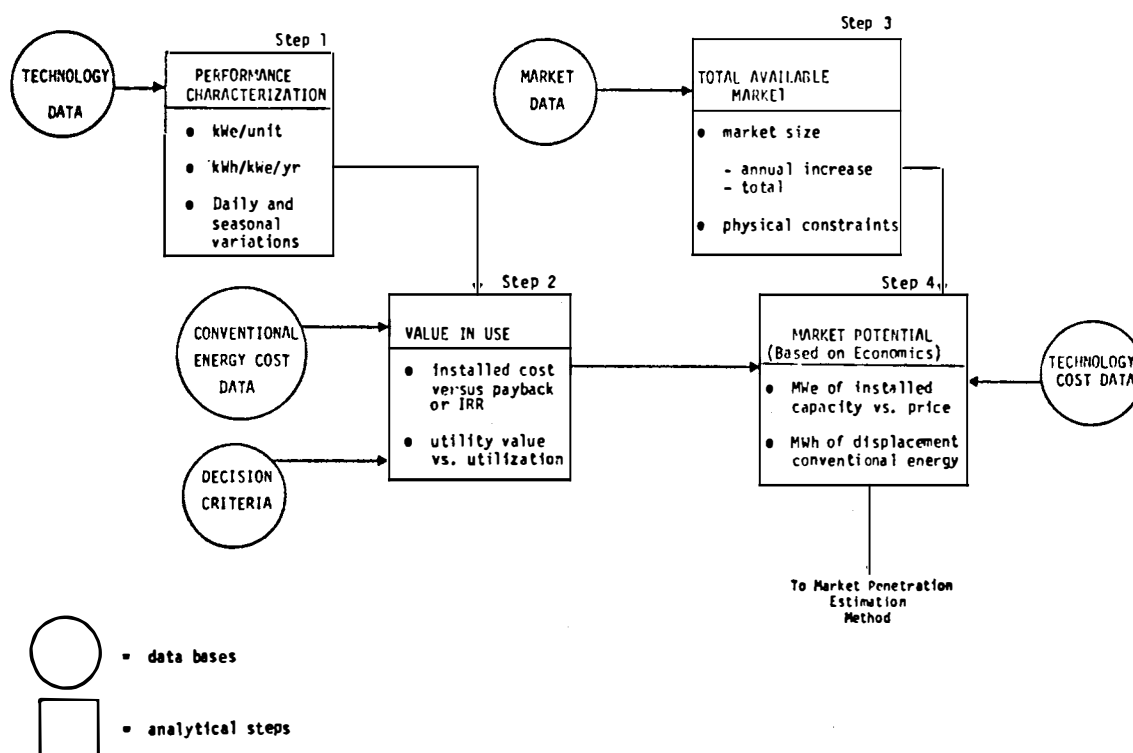 Step 1
TECHNOLOGY
DATA
PERFORMANCE
CHARACTERIZATION
• kWe/unit
• kWh/kWe/yr
• Daily and
seasonal
variations
Step 3
MARKET
DATA
TOTAL AVAILABLE
MARKET
• market size
- annual increase
- total
• physical constraints
Step 2
CONVENTIONAL
ENERGY COST
DATA
DECISION
CRITERIA
VALUE IN USE
• installed cost
versus payback
or IRR
• utility value
vs. utilization
Step 4
MARKET POTENTIAL
(Based on Economics)
• MWe of installed
capacity vs. price
• MWh of displacement
conventional energy
TECHNOLOGY
COST DATA
To Market Penetration
Estimation
Method
= data bases
= analytical steps